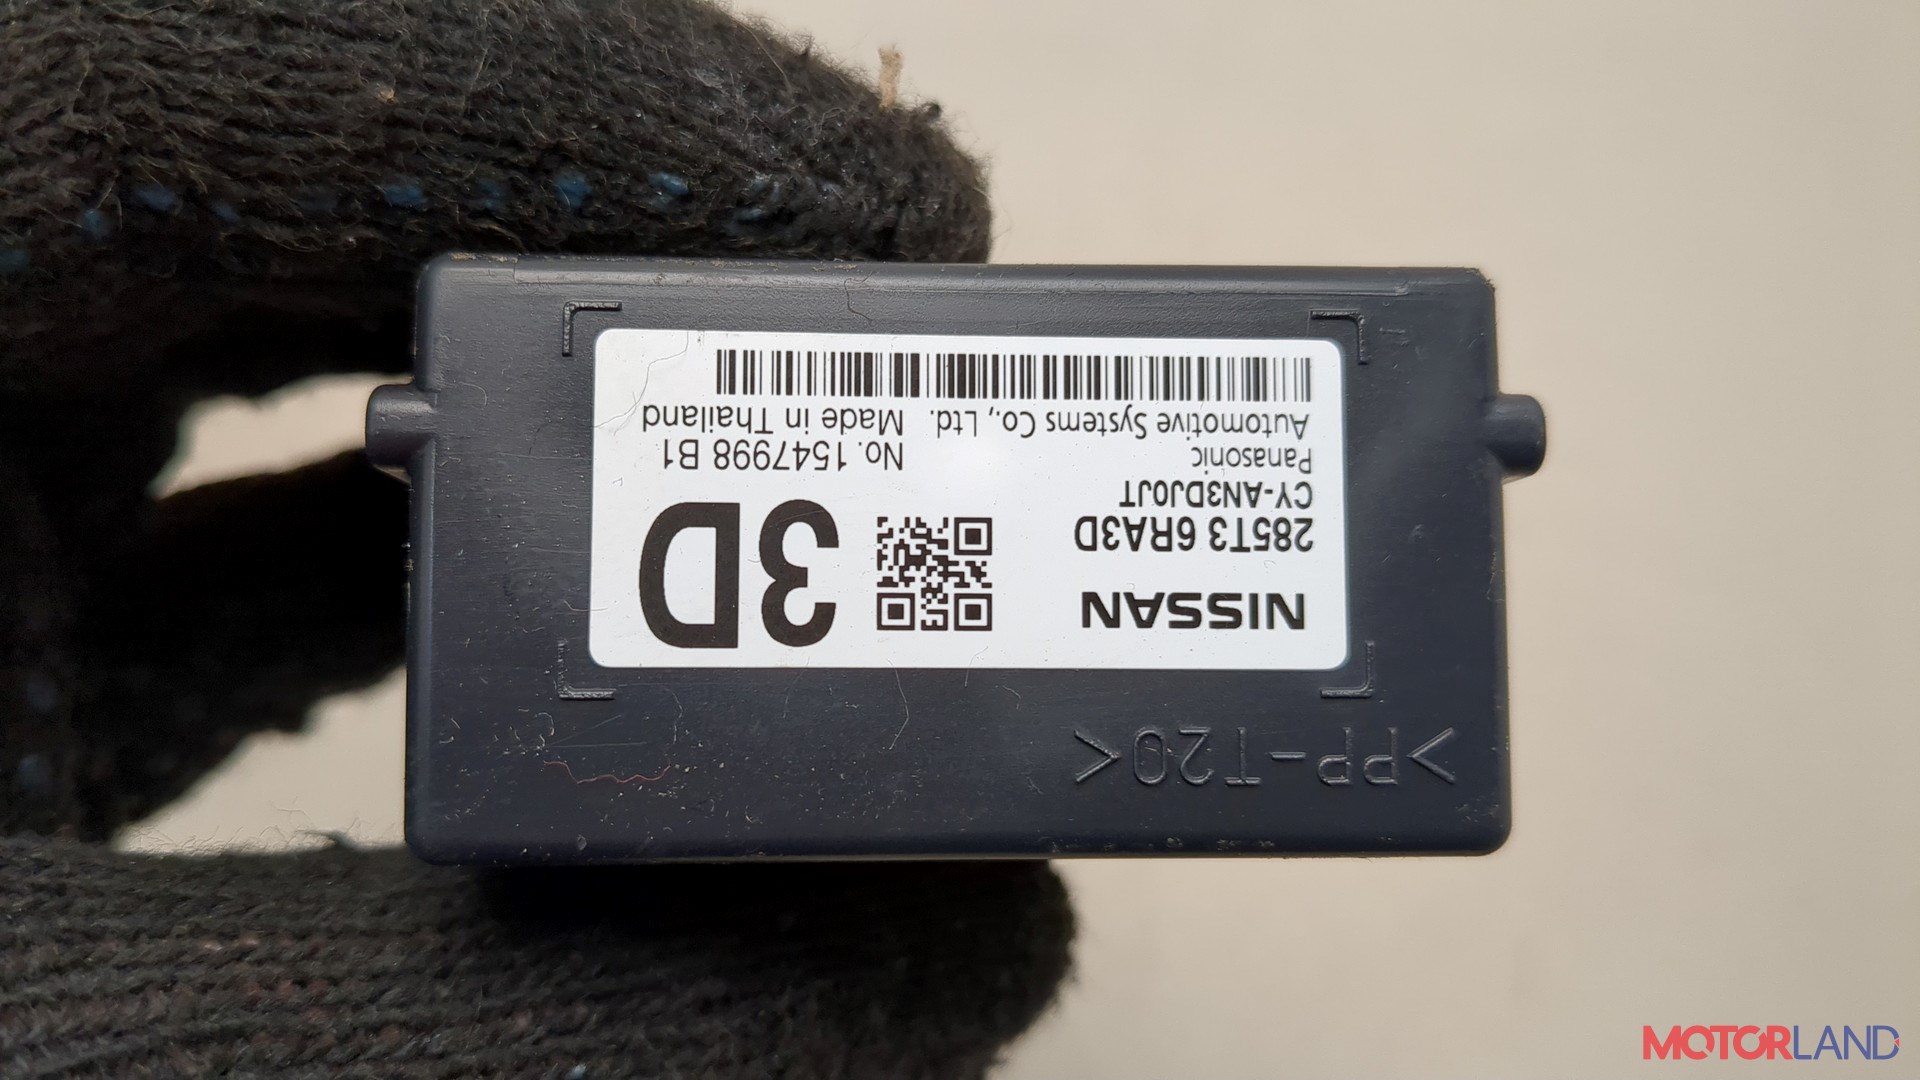 NISSAN
285T3 6RA3D
CY-AN3DJ0JT
Panasonic
Automotive Systems Co., Ltd.
3D
No. 1547998 B1
Made in Thailand
>PP-T20<
MOTORLAND